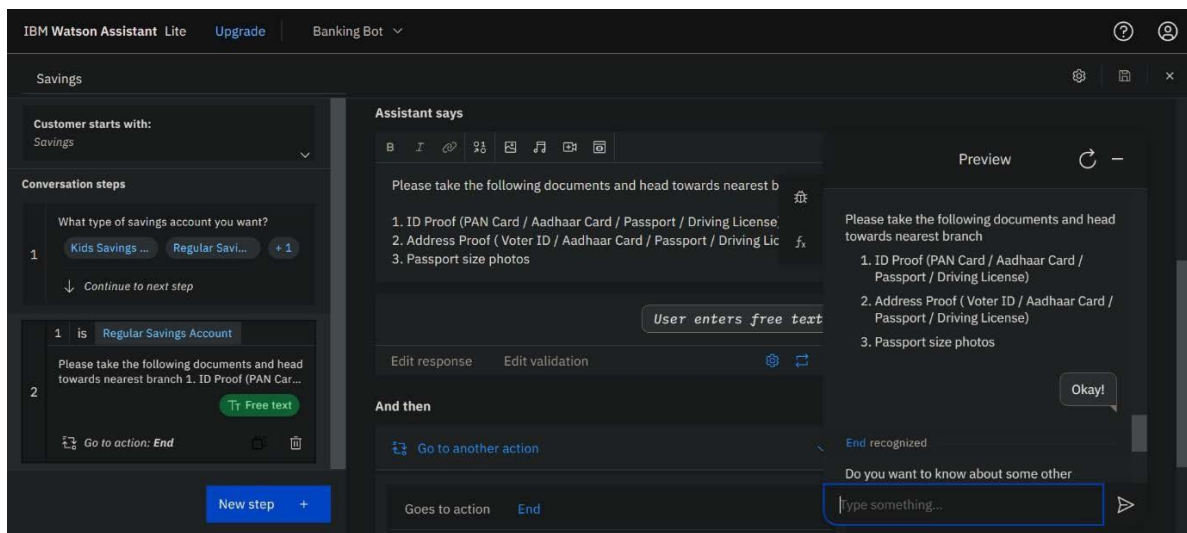 IBM Watson Assistant Lite Upgrade Banking Bot
Savings
Customer starts with:
Savings
Conversation steps
1
What type of savings account you want?
Kids Savings ... Regular Savi... + 1
Continue to next step
2
1 is Regular Savings Account
Please take the following documents and head
towards nearest branch 1. ID Proof (PAN Car...
Tт Free text
Go to action: End
New step +
Assistant says
B I
Please take the following documents and head towards nearest b
1. ID Proof (PAN Card / Aadhaar Card / Passport / Driving License
2. Address Proof ( Voter ID / Aadhaar Card / Passport / Driving Lic
3. Passport size photos
fx
User enters free text
Edit response Edit validation
And then
Go to another action
Goes to action End
Preview
Please take the following documents and head
towards nearest branch
1. ID Proof (PAN Card / Aadhaar Card /
Passport / Driving License)
2. Address Proof ( Voter ID / Aadhaar Card /
Passport / Driving License)
3. Passport size photos
Okay!
End recognized
Do you want to know about some other
Type something...